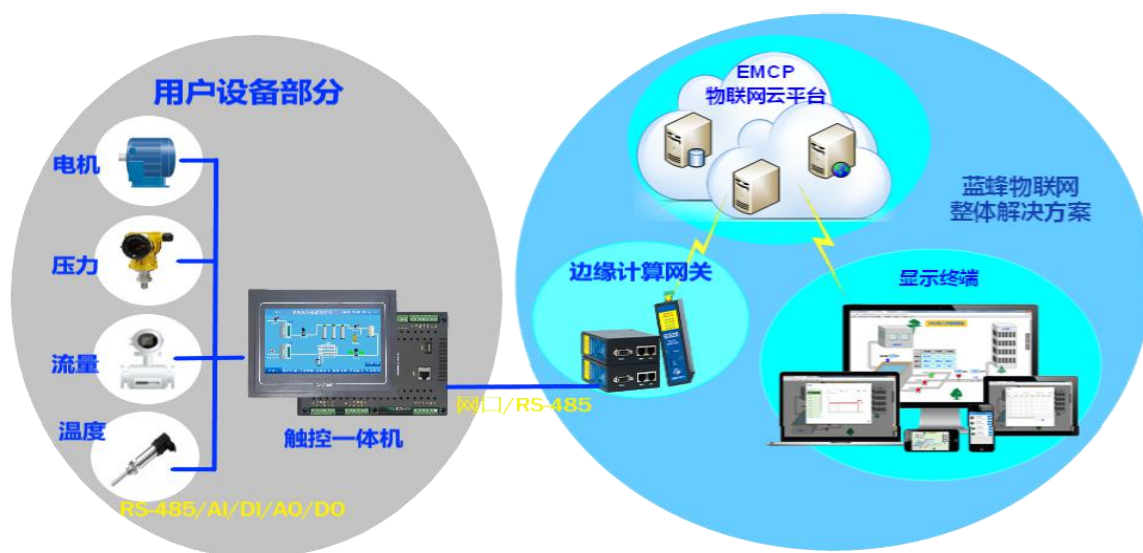 用户设备部分
电机
压力
流量
温度
RS-485/AI/DI/AO/DO
触控一体机
网口/RS-485
EMCP
物联网云平台
蓝蜂物联网
整体解决方案
边缘计算网关
显示终端